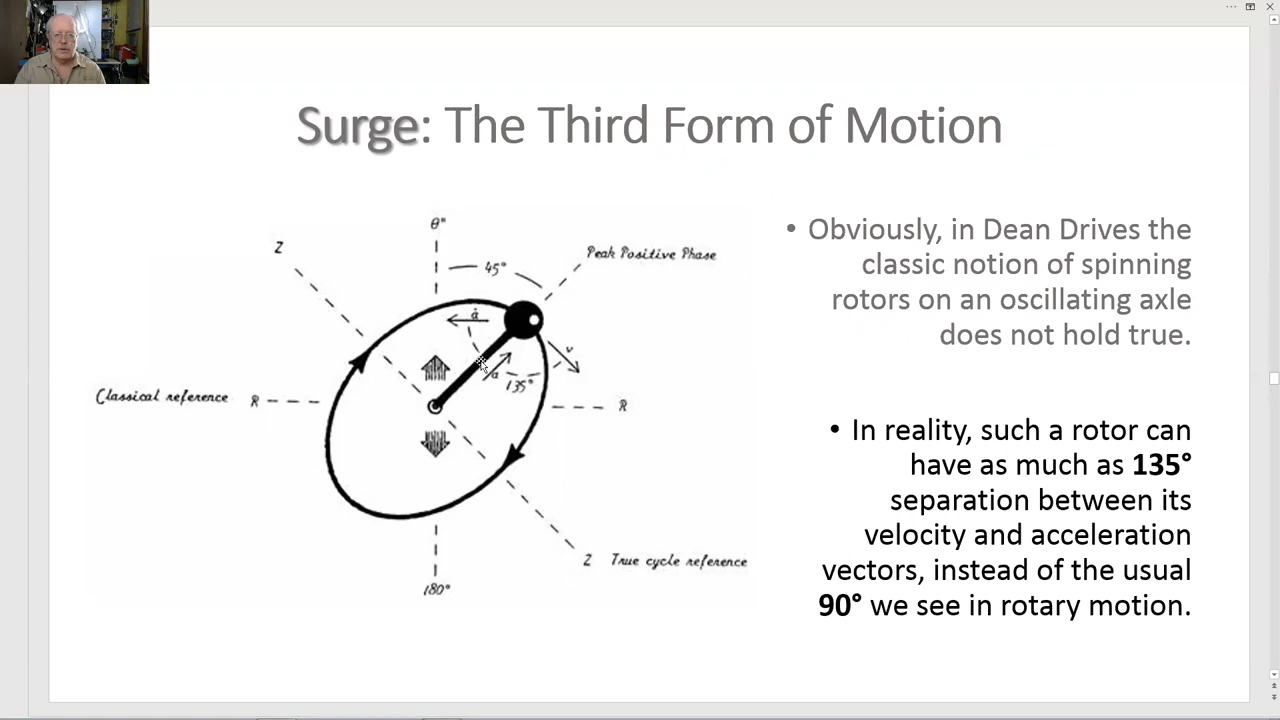 Surge: The Third Form of Motion
θ"
Z
45°
Peak Positive Phase
ȧ
v
a
135°
Classical reference R
R
Z True cycle reference
180°
• Obviously, in Dean Drives the
classic notion of spinning
rotors on an oscillating axle
does not hold true.
• In reality, such a rotor can
have as much as 135°
separation between its
velocity and acceleration
vectors, instead of the usual
90° we see in rotary motion.